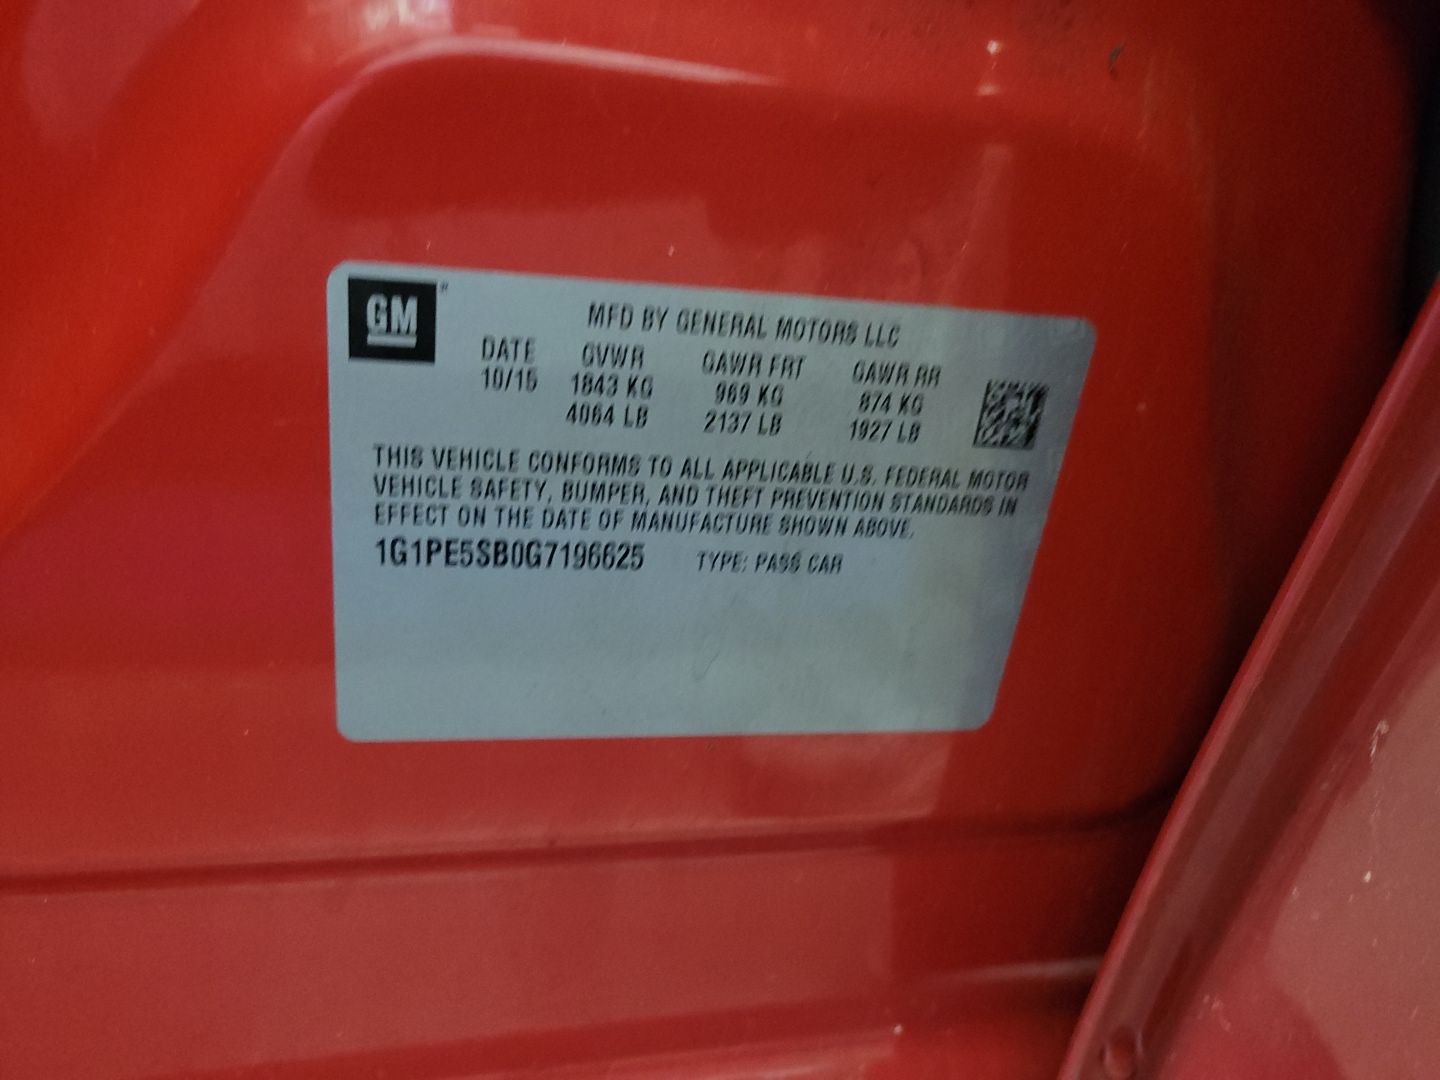 GM
MFD BY GENERAL MOTORS LLC
DATE GVWR GAWR FRT GAWR RR
10/15 1843 KG 969 KG 874 KG
4064 LB 2137 LB 1927 LB
THIS VEHICLE CONFORMS TO ALL APPLICABLE U.S. FEDERAL MOTOR
VEHICLE SAFETY, BUMPER, AND THEFT PREVENTION STANDARDS IN
EFFECT ON THE DATE OF MANUFACTURE SHOWN ABOVE.
1G1PE5SB0G7196625 TYPE: PASS CAR